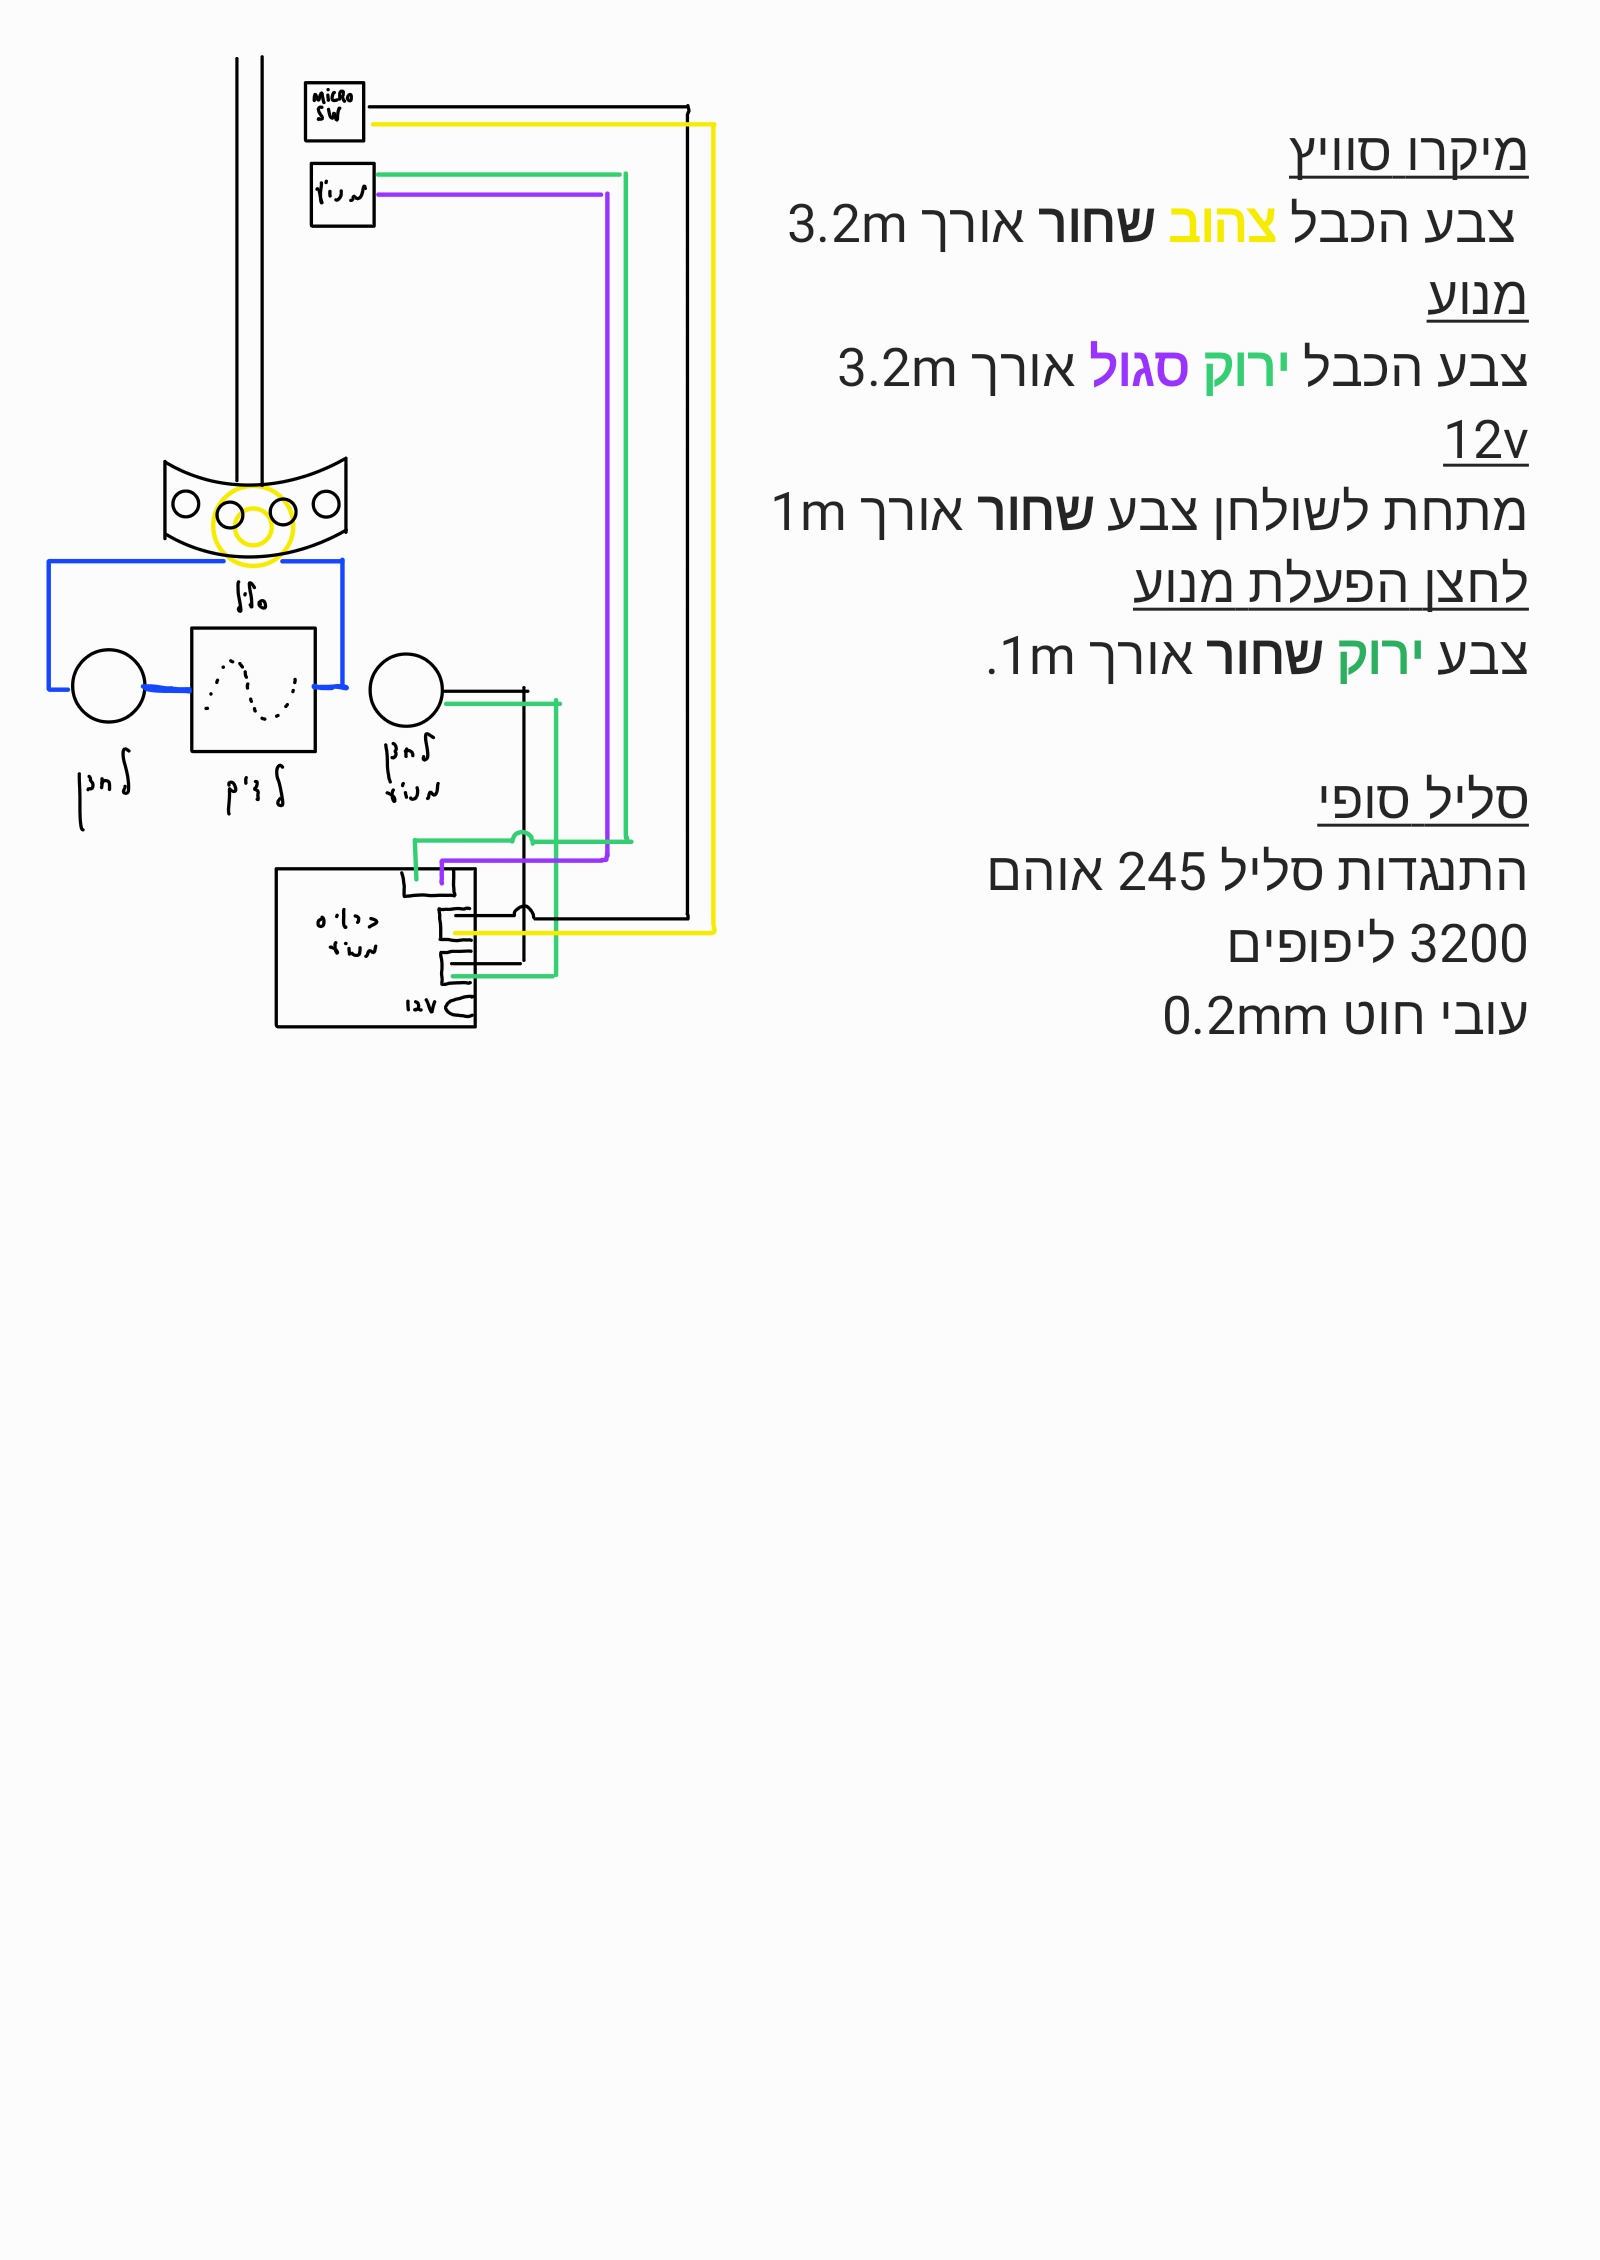 מיקרו סוויץ
צבע הכבל צהוב שחור אורך 3.2m
מנוע
צבע הכבל ירוק סגול אורך 3.2m
12v
מתחת לשולחן צבע שחור אורך 1m
לחצן הפעלת מנוע
צבע ירוק שחור אורך 1m.
סליל סופי
התנגדות סליל 245 אוהם
3200 ליפופים
עובי חוט 0.2mm
MICRO
SW
מנוע
לחצן
לחצן
מנוע
כרטיס
מנוע
12V